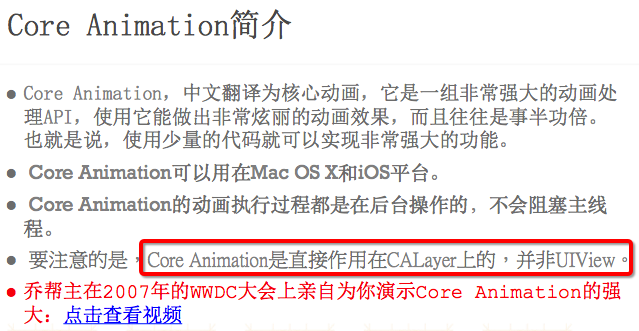 Core Animation简介
● Core Animation，中文翻译为核心动画，它是一组非常强大的动画处
理API，使用它能做出非常炫丽的动画效果，而且往往是事半功倍。
也就是说，使用少量的代码就可以实现非常强大的功能。
● Core Animation可以用在Mac OS X和iOS平台。
● Core Animation的动画执行过程都是在后台操作的，不会阻塞主线
程。
● 要注意的是，Core Animation是直接作用在CALayer上的，并非UIView。
● 乔帮主在2007年的WWDC大会上亲自为你演示Core Animation的强
大：点击查看视频